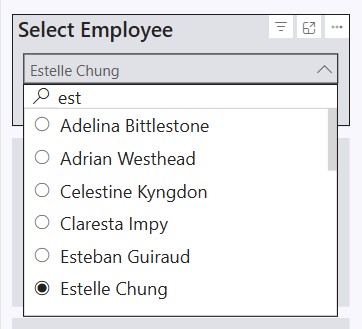 Select Employee
Estelle Chung
est
Adelina Bittlestone
Adrian Westhead
Celestine Kyngdon
Claresta Impy
Esteban Guiraud
Estelle Chung